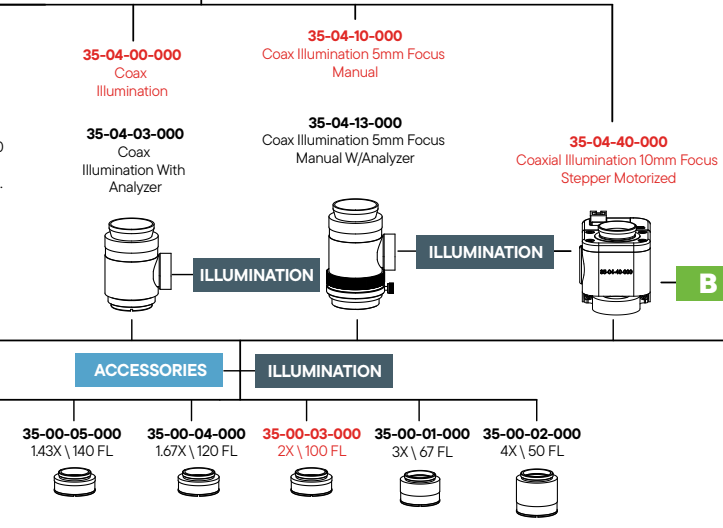 35-04-00-000
Coax
Illumination
35-04-03-000
Coax
Illumination With
Analyzer
35-04-10-000
Coax Illumination 5mm Focus
Manual
35-04-13-000
Coax Illumination 5mm Focus
Manual W/Analyzer
35-04-40-000
Coaxial Illumination 10mm Focus
Stepper Motorized
ILLUMINATION
ILLUMINATION
35-04-40-000
B
ACCESSORIES
ILLUMINATION
35-00-05-000
1.43X \ 140 FL
35-00-04-000
1.67X \ 120 FL
35-00-03-000
2X \ 100 FL
35-00-01-000
3X \ 67 FL
35-00-02-000
4X \ 50 FL